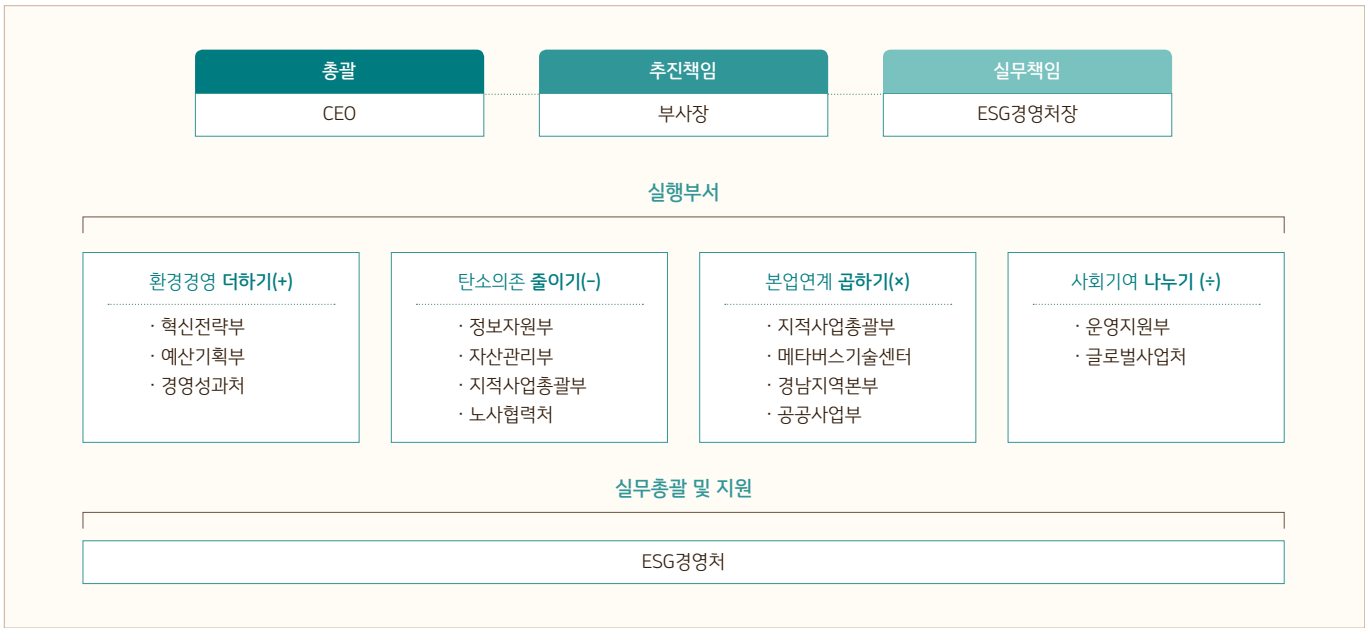 총괄
CEO
추진책임
부사장
실무책임
ESG경영처장
실행부서
환경경영 더하기(+)
· 혁신전략부
· 예산기획부
· 경영성과처
탄소의존 줄이기(−)
· 정보자원부
· 자산관리부
· 지적사업총괄부
· 노사협력처
본업연계 곱하기(×)
· 지적사업총괄부
· 메타버스기술센터
· 경남지역본부
· 공공사업부
사회기여 나누기 (÷)
· 운영지원부
· 글로벌사업처
실무총괄 및 지원
ESG경영처